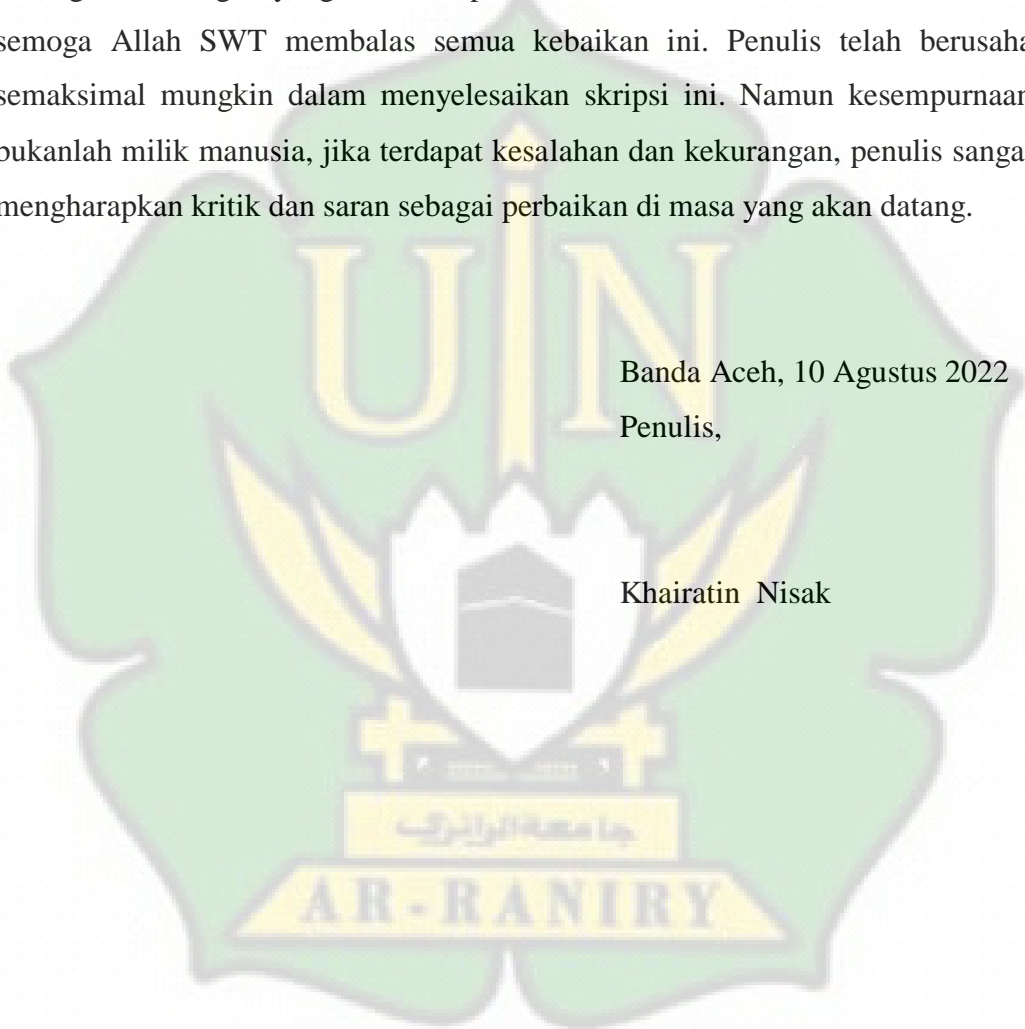 semoga Allah SWT membalas semua kebaikan ini. Penulis telah berusaha
semaksimal mungkin dalam menyelesaikan skripsi ini. Namun kesempurnaan
bukanlah milik manusia, jika terdapat kesalahan dan kekurangan, penulis
mengharapkan kritik dan saran sebagai perbaikan di masa yang akan datang.
UIN
Banda Aceh, 10 Agustus 2022
Penulis,
Khairatin Nisak
جامعة الرانري
AR-RANIRY